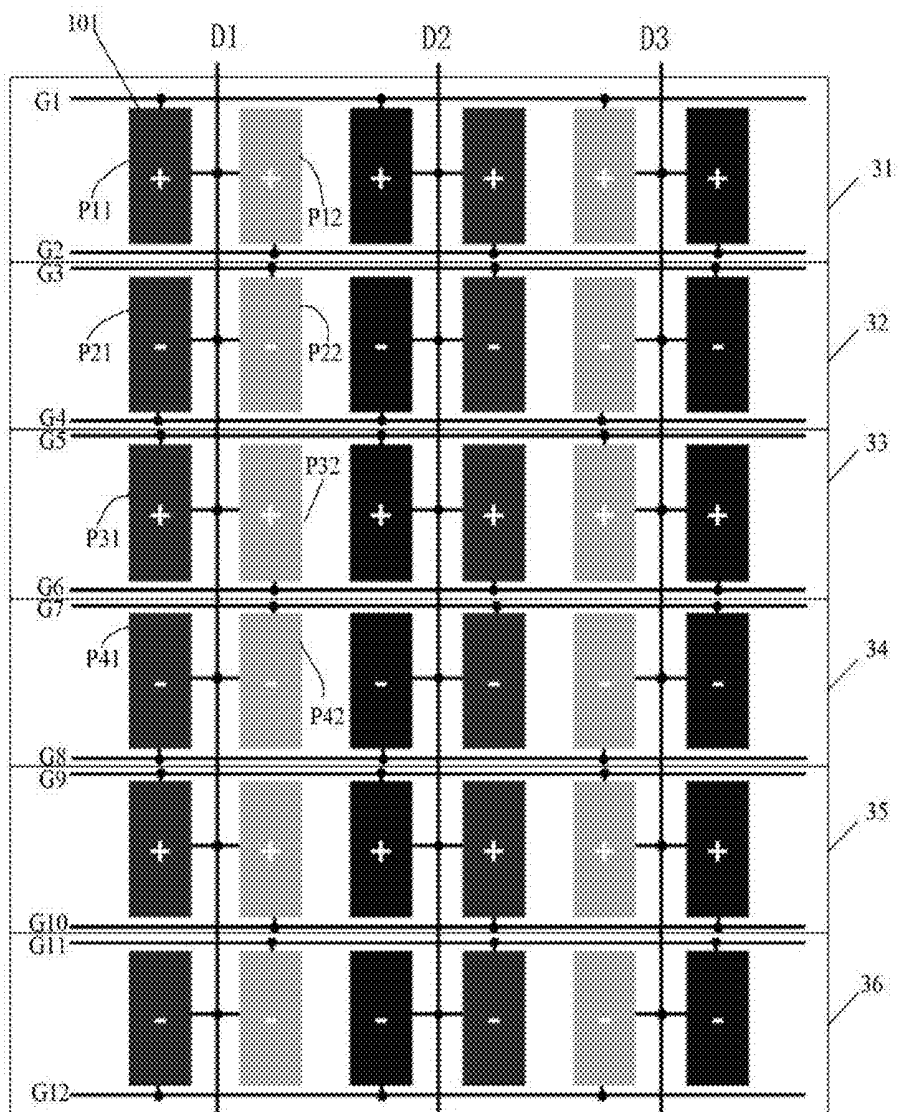 101 D1 D2 D3
G1
+ + + + + +
P11 P12 31
G2
G3
- - - - - -
P21 P22 32
G4
G5
P32 33
+ + + + + +
P31
G6
G7
P41 34
- - - - - -
P42
G8
G9
35
+ + + + + +
G10
G11
36
- - - - - -
G12